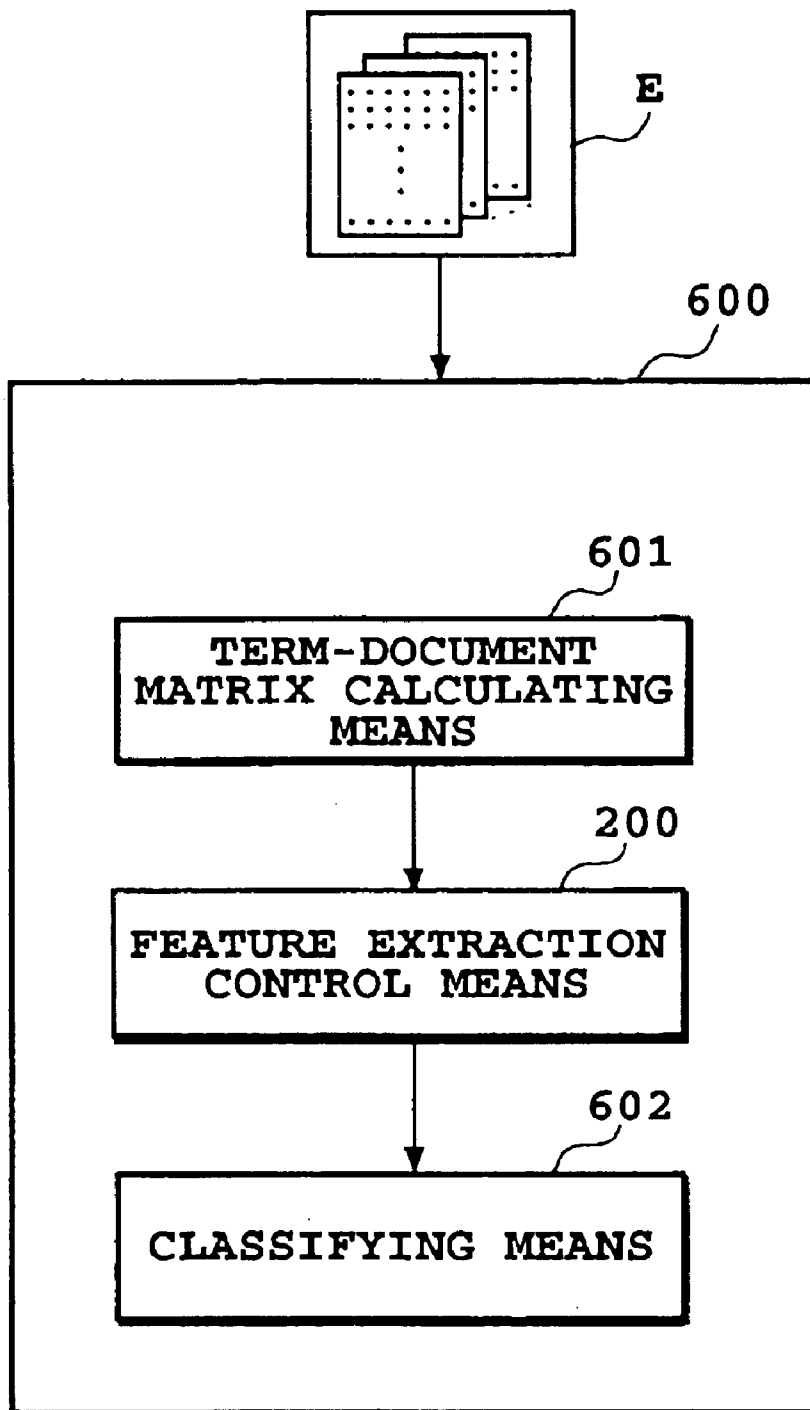 E
600
601
TERM-DOCUMENT
MATRIX CALCULATING
MEANS
200
FEATURE EXTRACTION
CONTROL MEANS
602
CLASSIFYING MEANS